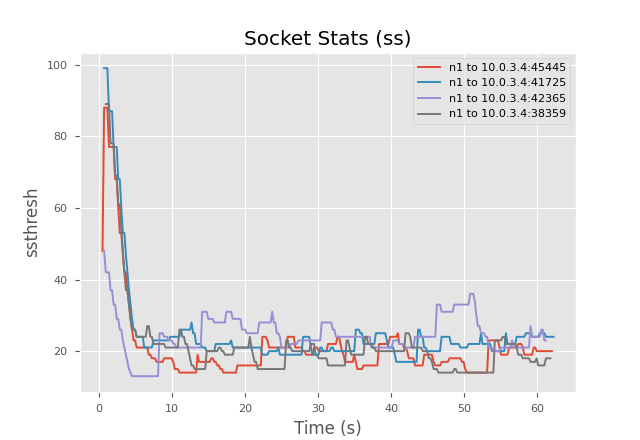 Socket Stats (ss)
n1 to 10.0.3.4:45445
n1 to 10.0.3.4:41725
n1 to 10.0.3.4:42365
n1 to 10.0.3.4:38359
ssthresh
100
80
60
40
20
0 10 20 30 40 50 60
Time (s)